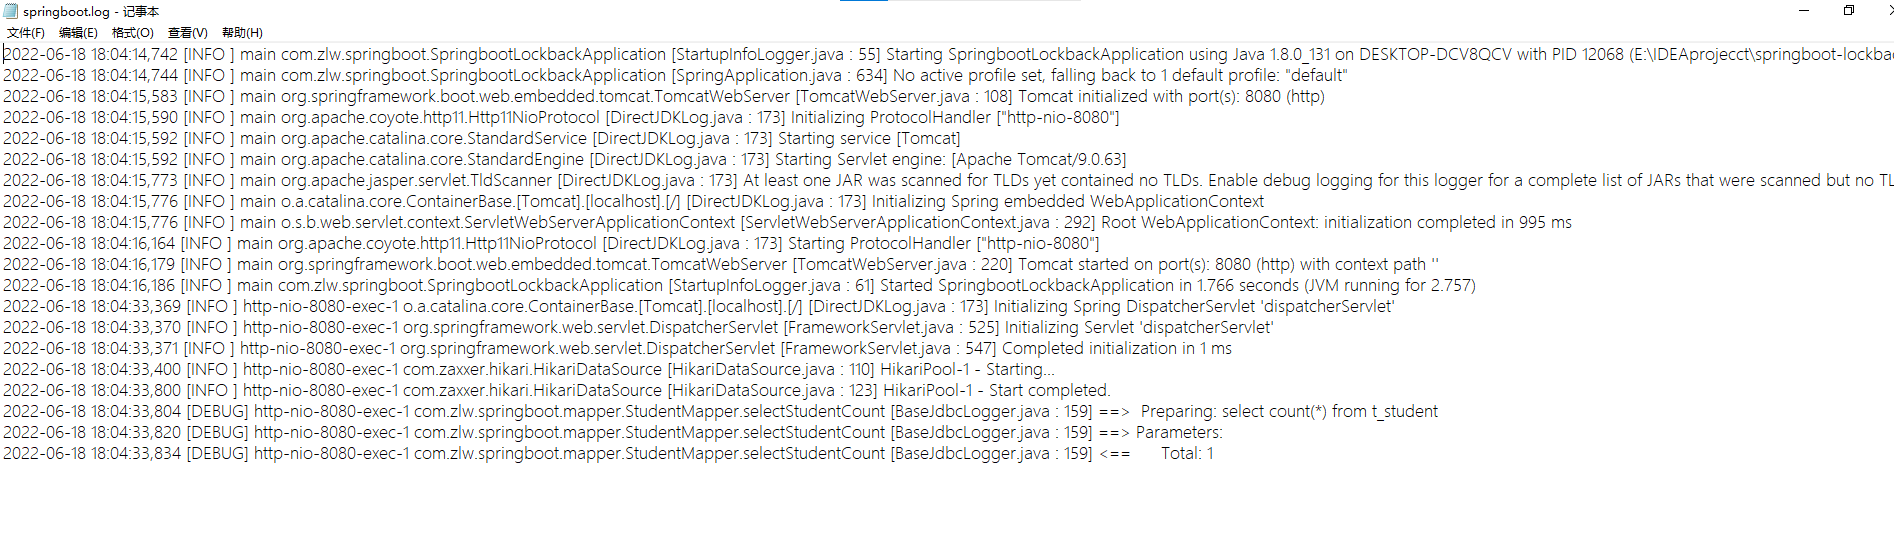 springboot.log - 记事本
文件(F) 编辑(E) 格式(O) 查看(V) 帮助(H)
2022-06-18 18:04:14,742 [INFO ] main com.zlw.springboot.SpringbootLockbackApplication [StartupInfoLogger.java : 55] Starting SpringbootLockbackApplication using Java 1.8.0_131 on DESKTOP-DCV8QCV with PID 12068 (E:\IDEAprojecct\springboot-lockba
2022-06-18 18:04:14,744 [INFO ] main com.zlw.springboot.SpringbootLockbackApplication [SpringApplication.java : 634] No active profile set, falling back to 1 default profile: "default"
2022-06-18 18:04:15,583 [INFO ] main org.springframework.boot.web.embedded.tomcat.TomcatWebServer [TomcatWebServer.java : 108] Tomcat initialized with port(s): 8080 (http)
2022-06-18 18:04:15,590 [INFO ] main org.apache.coyote.http11.Http11NioProtocol [DirectJDKLog.java : 173] Initializing ProtocolHandler ["http-nio-8080"]
2022-06-18 18:04:15,592 [INFO ] main org.apache.catalina.core.StandardService [DirectJDKLog.java : 173] Starting service [Tomcat]
2022-06-18 18:04:15,592 [INFO ] main org.apache.catalina.core.StandardEngine [DirectJDKLog.java : 173] Starting Servlet engine: [Apache Tomcat/9.0.63]
2022-06-18 18:04:15,773 [INFO ] main org.apache.jasper.servlet.TldScanner [DirectJDKLog.java : 173] At least one JAR was scanned for TLDs yet contained no TLDs. Enable debug logging for this logger for a complete list of JARs that were scanned but no TL
2022-06-18 18:04:15,776 [INFO ] main o.a.catalina.core.ContainerBase.[Tomcat].[localhost].[/] [DirectJDKLog.java : 173] Initializing Spring embedded WebApplicationContext
2022-06-18 18:04:15,776 [INFO ] main o.s.b.web.servlet.context.ServletWebServerApplicationContext [ServletWebServerApplicationContext.java : 292] Root WebApplicationContext: initialization completed in 995 ms
2022-06-18 18:04:16,164 [INFO ] main org.apache.coyote.http11.Http11NioProtocol [DirectJDKLog.java : 173] Starting ProtocolHandler ["http-nio-8080"]
2022-06-18 18:04:16,179 [INFO ] main org.springframework.boot.web.embedded.tomcat.TomcatWebServer [TomcatWebServer.java : 220] Tomcat started on port(s): 8080 (http) with context path ''
2022-06-18 18:04:16,186 [INFO ] main com.zlw.springboot.SpringbootLockbackApplication [StartupInfoLogger.java : 61] Started SpringbootLockbackApplication in 1.766 seconds (JVM running for 2.757)
2022-06-18 18:04:33,369 [INFO ] http-nio-8080-exec-1 o.a.catalina.core.ContainerBase.[Tomcat].[localhost].[/] [DirectJDKLog.java : 173] Initializing Spring DispatcherServlet 'dispatcherServlet'
2022-06-18 18:04:33,370 [INFO ] http-nio-8080-exec-1 org.springframework.web.servlet.DispatcherServlet [FrameworkServlet.java : 525] Initializing Servlet 'dispatcherServlet'
2022-06-18 18:04:33,371 [INFO ] http-nio-8080-exec-1 org.springframework.web.servlet.DispatcherServlet [FrameworkServlet.java : 547] Completed initialization in 1 ms
2022-06-18 18:04:33,400 [INFO ] http-nio-8080-exec-1 com.zaxxer.hikari.HikariDataSource [HikariDataSource.java : 110] HikariPool-1 - Starting...
2022-06-18 18:04:33,800 [INFO ] http-nio-8080-exec-1 com.zaxxer.hikari.HikariDataSource [HikariDataSource.java : 123] HikariPool-1 - Start completed.
2022-06-18 18:04:33,804 [DEBUG] http-nio-8080-exec-1 com.zlw.springboot.mapper.StudentMapper.selectStudentCount [BaseJdbcLogger.java : 159] ==>  Preparing: select count(*) from t_student
2022-06-18 18:04:33,820 [DEBUG] http-nio-8080-exec-1 com.zlw.springboot.mapper.StudentMapper.selectStudentCount [BaseJdbcLogger.java : 159] ==> Parameters:
2022-06-18 18:04:33,834 [DEBUG] http-nio-8080-exec-1 com.zlw.springboot.mapper.StudentMapper.selectStudentCount [BaseJdbcLogger.java : 159] <==      Total: 1